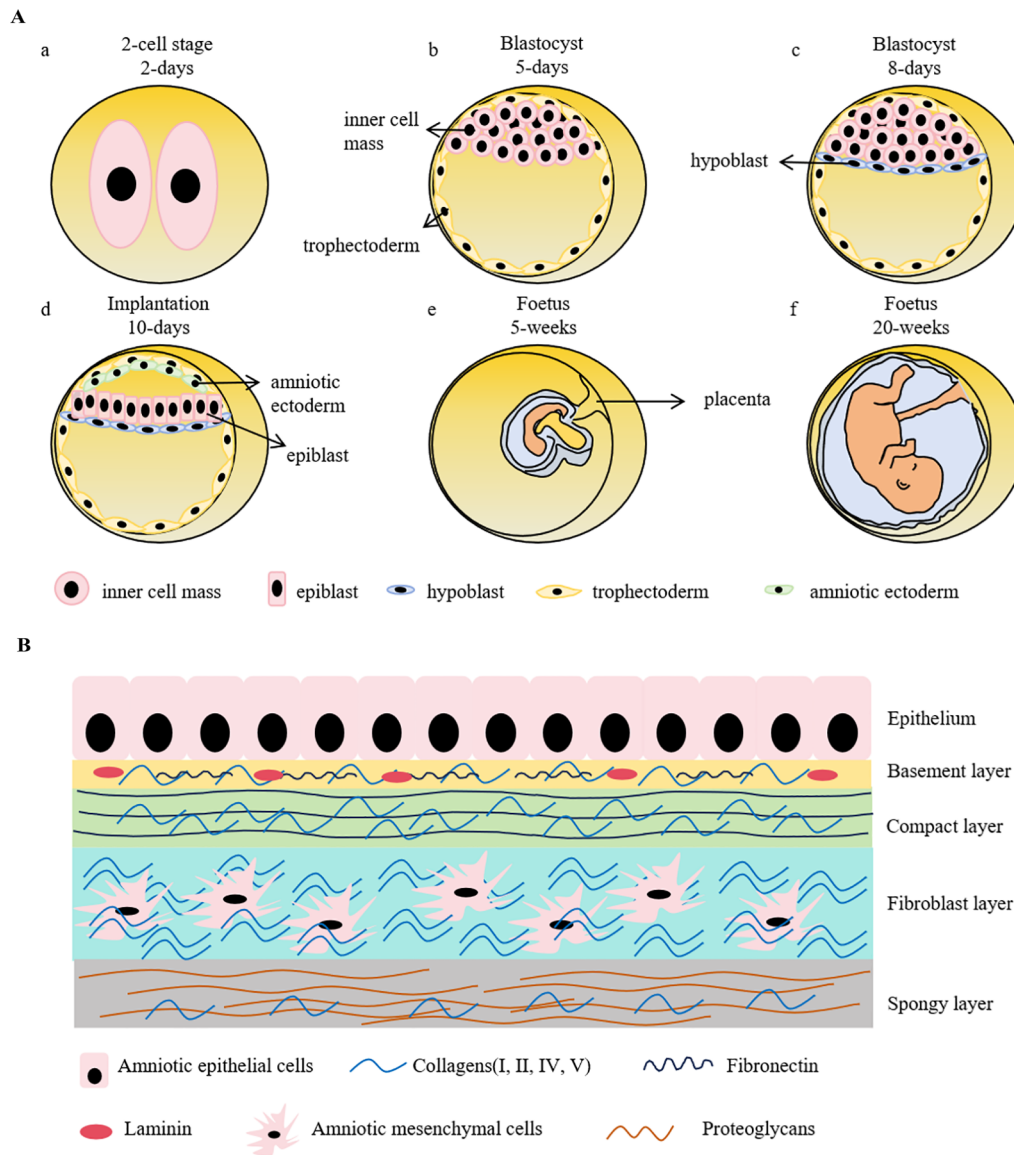 A
a
2-cell stage
2-days
b
Blastocyst
5-days
c
Blastocyst
8-days
inner cell
mass
trophectoderm
hypoblast
d
Implantation
10-days
e
Foetus
5-weeks
f
Foetus
20-weeks
amniotic
ectoderm
epiblast
placenta
inner cell mass
epiblast
hypoblast
trophectoderm
amniotic ectoderm
B
Epithelium
Basement layer
Compact layer
Fibroblast layer
Spongy layer
Amniotic epithelial cells
Collagens(I, II, IV, V)
Fibronectin
Laminin
Amniotic mesenchymal cells
Proteoglycans